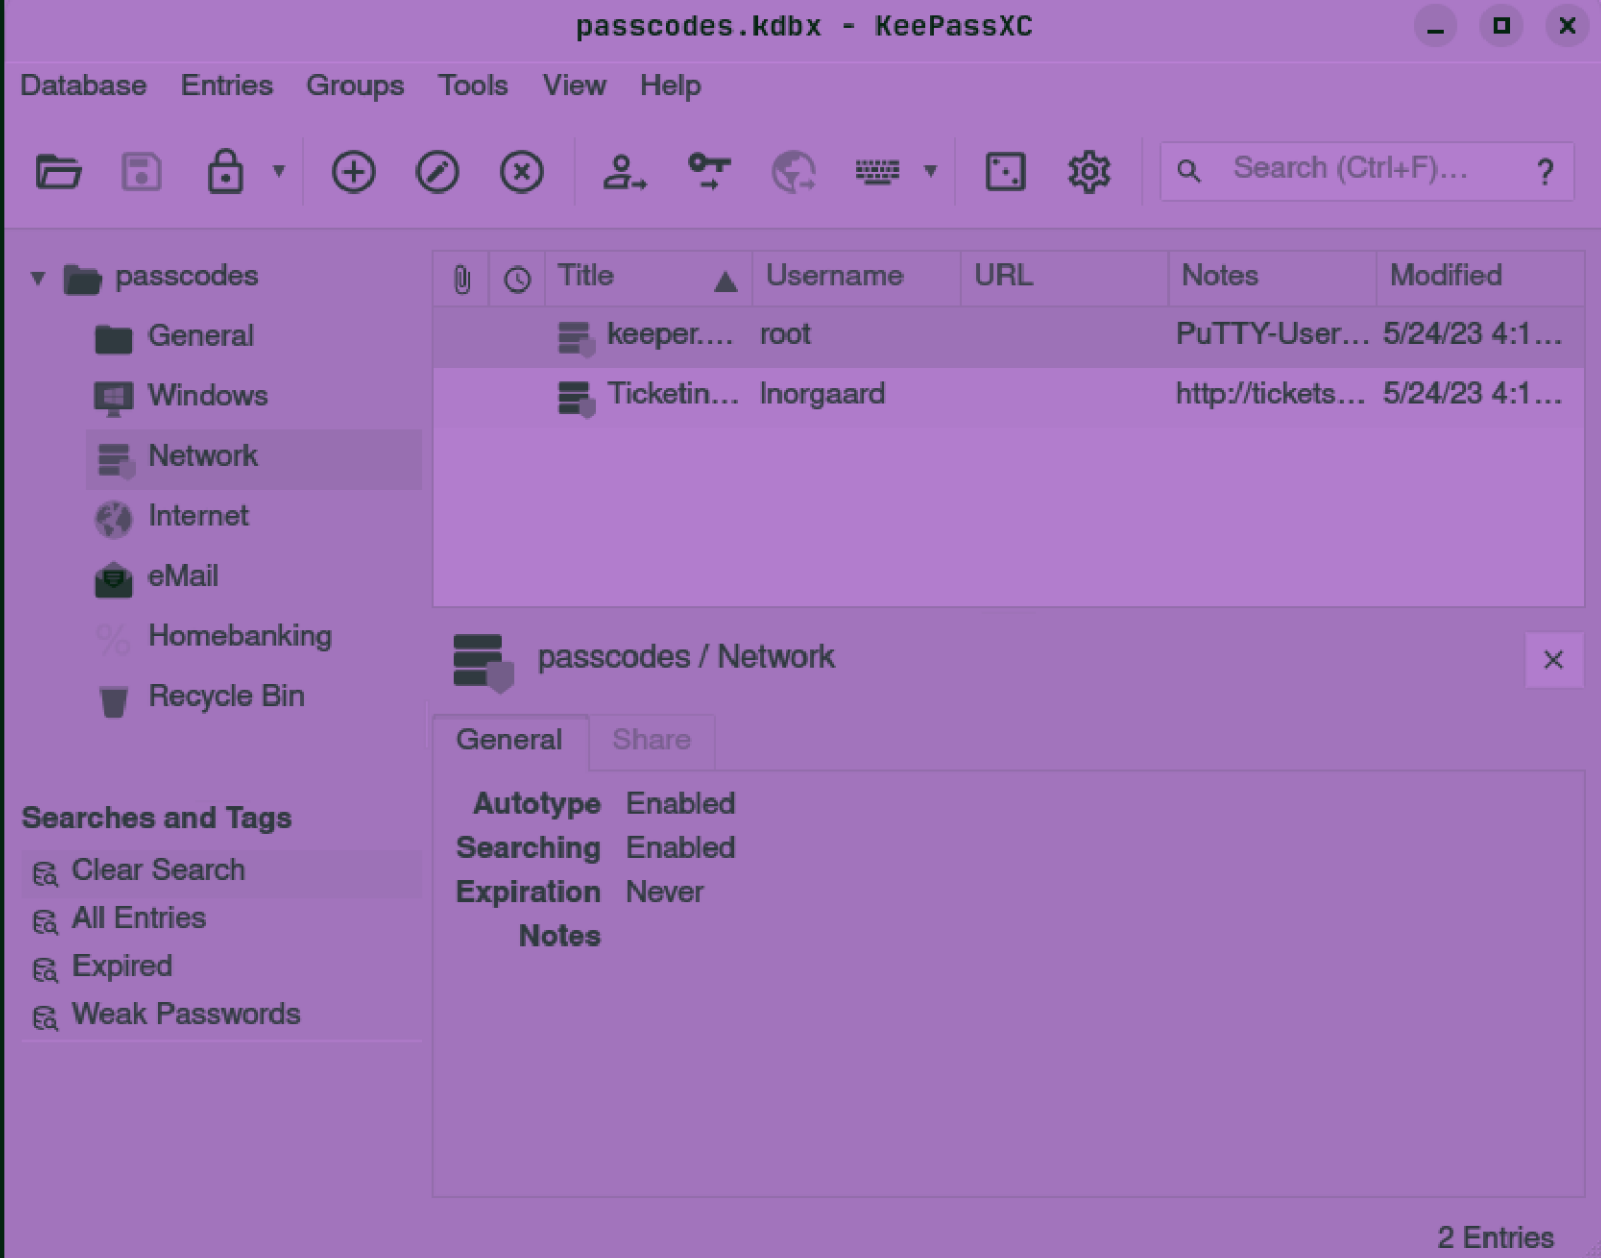 passcodes.kdbx - KeePassXC
Database Entries Groups Tools View Help
Search (Ctrl+F)... ?
passcodes
General
Windows
Network
Internet
eMail
Homebanking
Recycle Bin
Searches and Tags
Clear Search
All Entries
Expired
Weak Passwords
Title Username URL Notes Modified
keeper.... root PuTTY-User... 5/24/23 4:1...
Ticketin... lnorgaard http://tickets... 5/24/23 4:1...
passcodes / Network
General Share
Autotype Enabled
Searching Enabled
Expiration Never
Notes
2 Entries